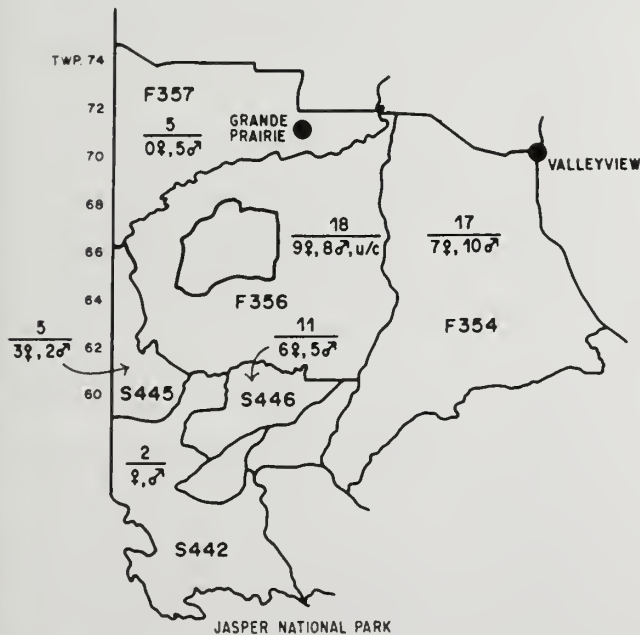 TWP. 74
F357
72
GRANDE
PRAIRIE
5
0♀, 5♂
70
VALLEYVIEW
68
18
9♀, 8♂, u/c
17
7♀, 10♂
66
F356
64
F354
5
3♀, 2♂
62
11
6♀, 5♂
S445
60
S446
2
♀, ♂
S442
JASPER NATIONAL PARK